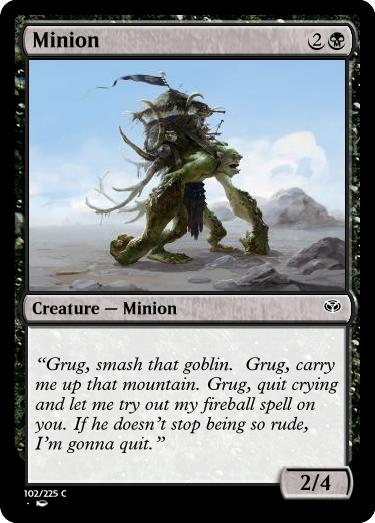 Minion 2
Creature — Minion
“Grug, smash that goblin.  Grug, carry
me up that mountain. Grug, quit crying
and let me try out my fireball spell on
you. If he doesn’t stop being so rude,
I’m gonna quit.”
2/4
102/225 C